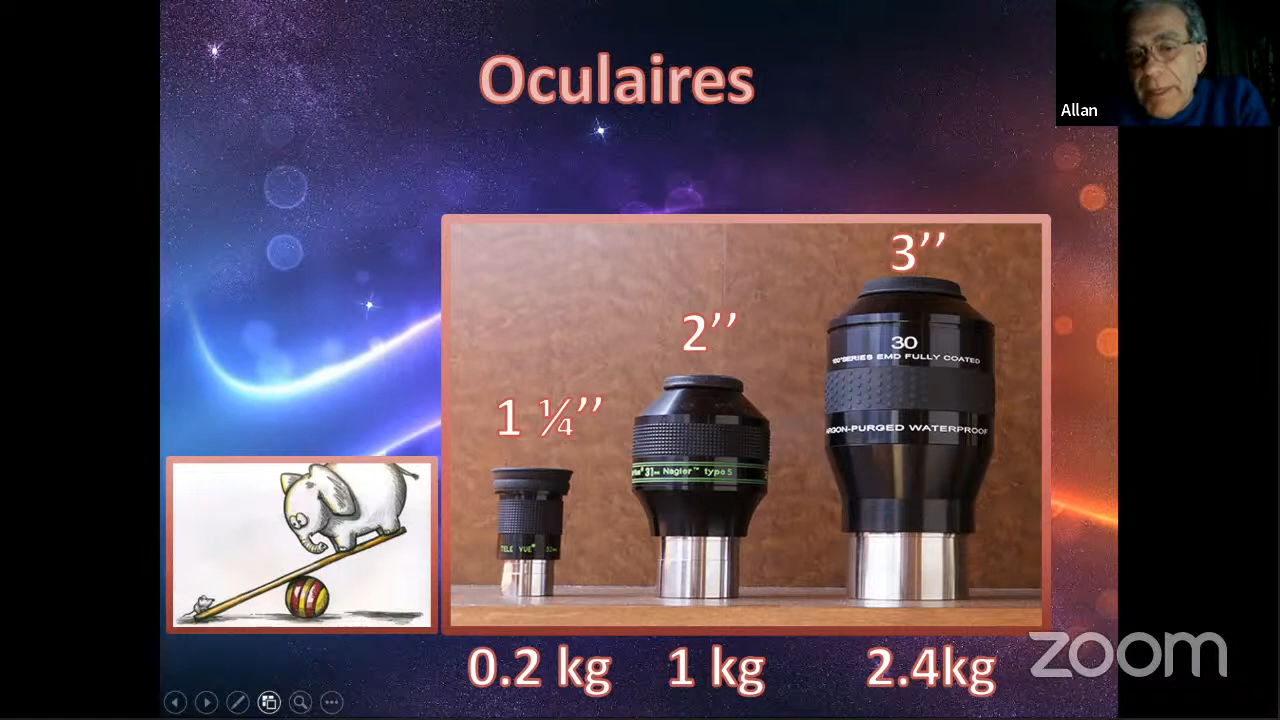 Oculaires
Allan
3’’
2’’
1 ¼’’
30
100°SERIES EMD FULLY COATED
ARGON-PURGED WATERPROOF
31mm Nagler™ type 5
TELE VUE®
0.2 kg
1 kg
2.4kg
zoom